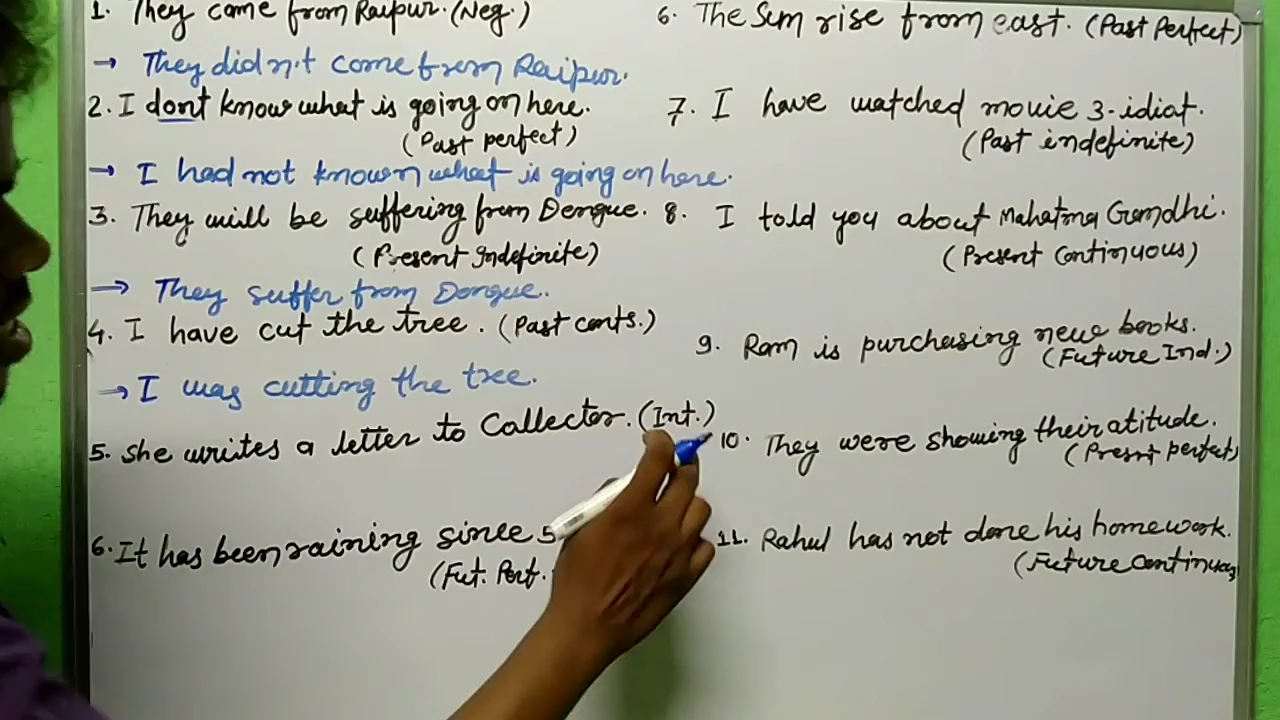 1. They came from Raipur. (Neg.)
→ They didn't come from Raipur.
2. I dont know what is going on here.
(Past perfect)
→ I had not known what is going on here.
3. They will be suffering from Dengue.
(Present Indefinite)
→ They suffer from Dengue.
4. I have cut the tree. (Past conts.)
→ I was cutting the tree.
5. She writes a letter to Collector. (Int.)
6. It has been raining since 5
(Fut. Perf.
6. The Sun rise from east. (Past Perfect)
7. I have watched movie 3-idiat.
(Past indefinite)
8. I told you about Mahatma Gandhi.
(Present Continuous)
9. Ram is purchasing new books.
(Future Ind.)
10. They were showing their atitude.
(Present perfect)
11. Rahul has not done his homework.
(Future Continuous